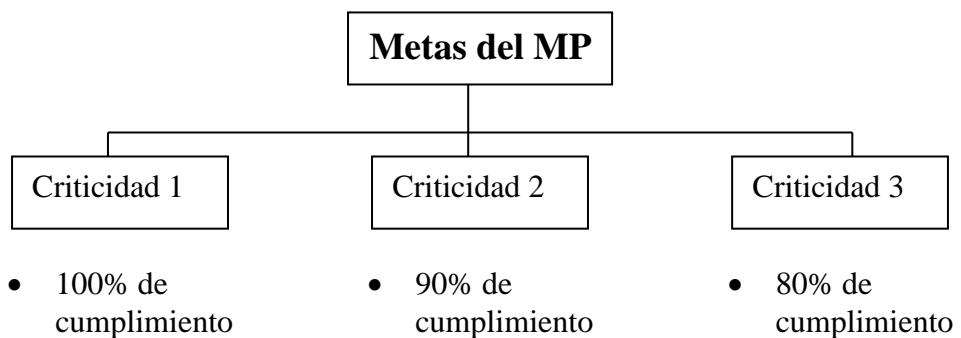 Metas del MP
Criticidad 1
Criticidad 2
Criticidad 3
• 100% de
cumplimiento
• 90% de
cumplimiento
• 80% de
cumplimiento